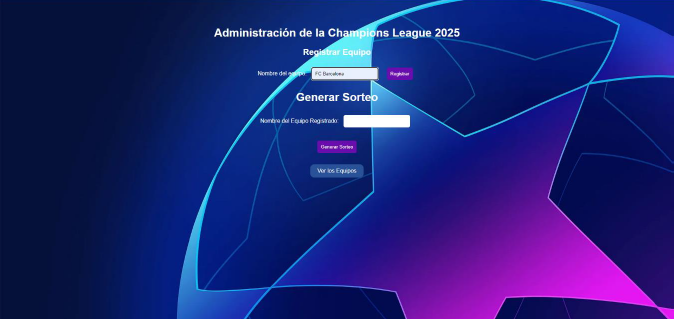 Administración de la Champions League 2025
Registrar Equipo
Nombre del equipo: FC Barcelona Registrar
Generar Sorteo
Nombre del Equipo Registrado:
Generar Sorteo
Ver los Equipos